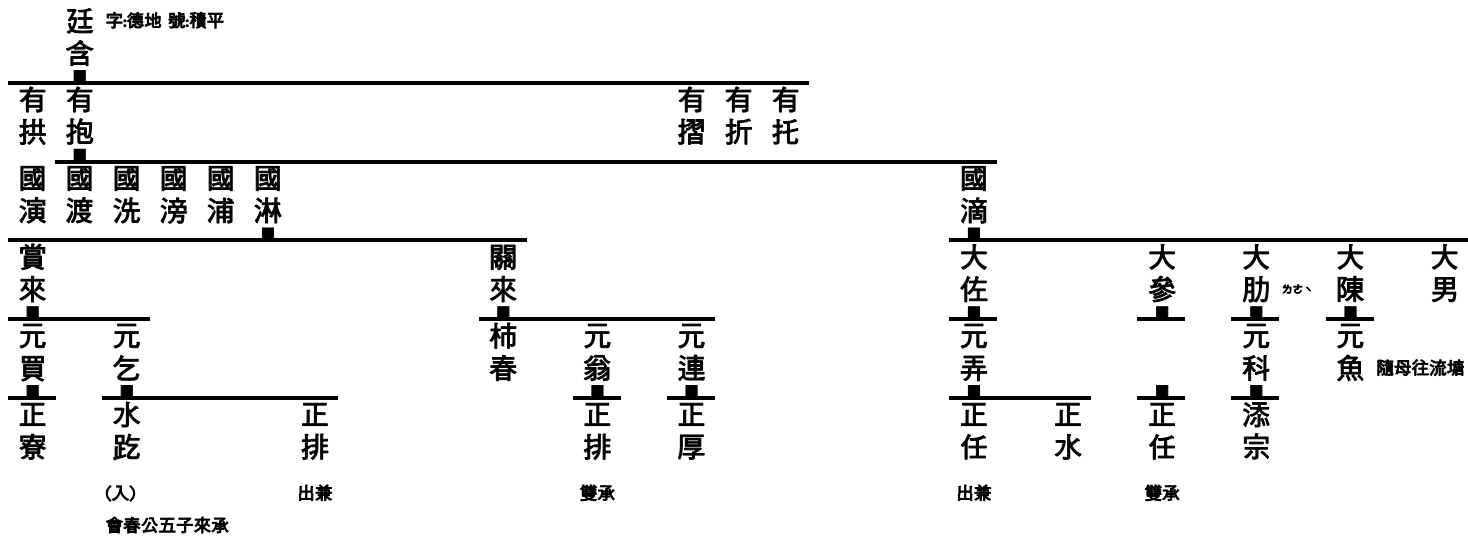 廷含 字:德地 號:積平
有拱 有抱 有摺 有折 有托
國演 國渡 國洗 國滂 國浦 國淋 國滴
賞來 關來 大佐 大參 大肋 ㄌㄜˋ 大陳 大男
元買 元乞 柿春 元翁 元連 元弄 元科 元魚 隨母往流塘
正寮 水趷 正排 正排 正厚 正任 正水 正任 添宗
(入) 出兼 雙承 出兼 雙承
會春公五子來承